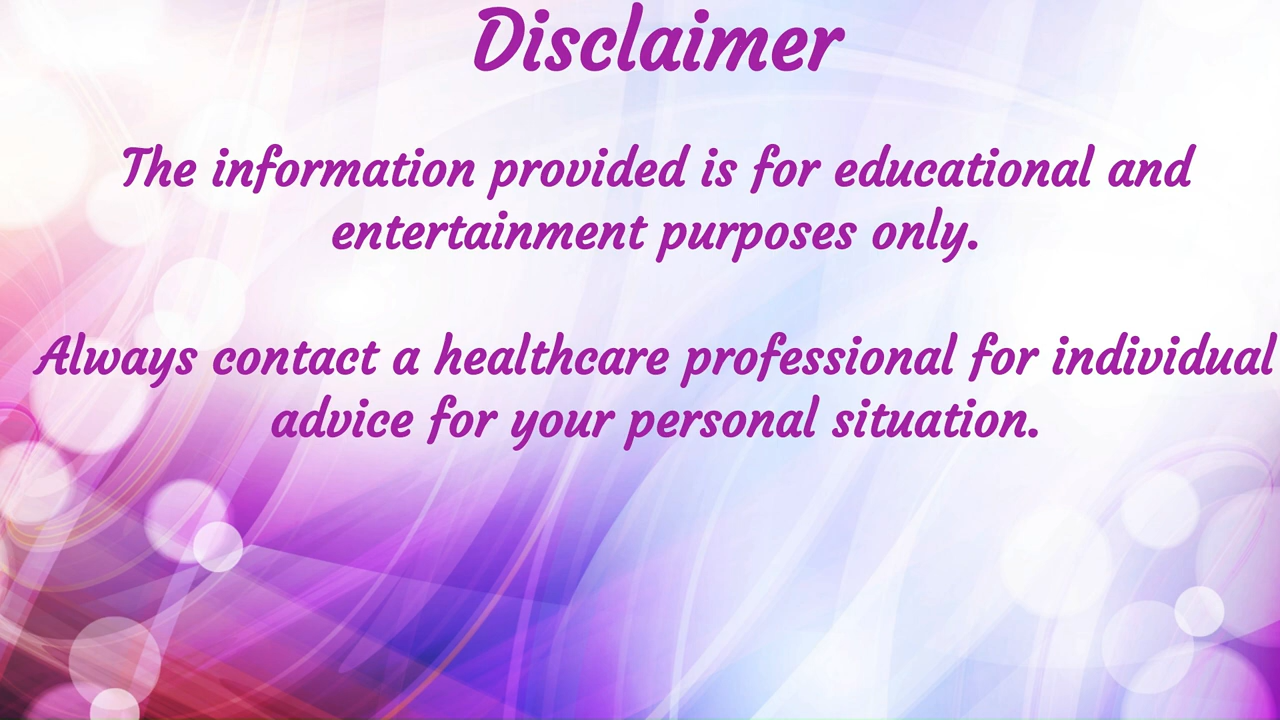 Disclaimer
The information provided is for educational and
entertainment purposes only.
Always contact a healthcare professional for individual
advice for your personal situation.